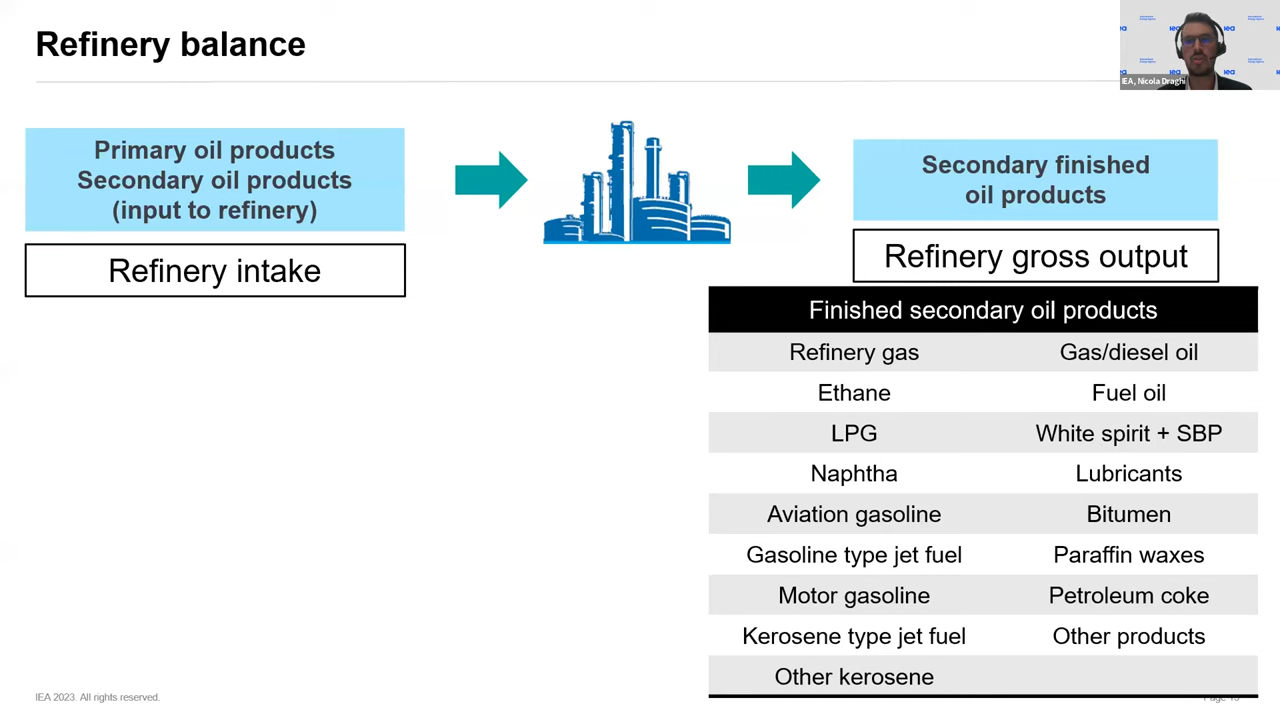 Refinery balance
IEA, Nicola Draghi
Primary oil products
Secondary oil products
(input to refinery)
Refinery intake
Secondary finished
oil products
Refinery gross output
Finished secondary oil products
Refinery gas Gas/diesel oil
Ethane Fuel oil
LPG White spirit + SBP
Naphtha Lubricants
Aviation gasoline Bitumen
Gasoline type jet fuel Paraffin waxes
Motor gasoline Petroleum coke
Kerosene type jet fuel Other products
Other kerosene
IEA 2023. All rights reserved.